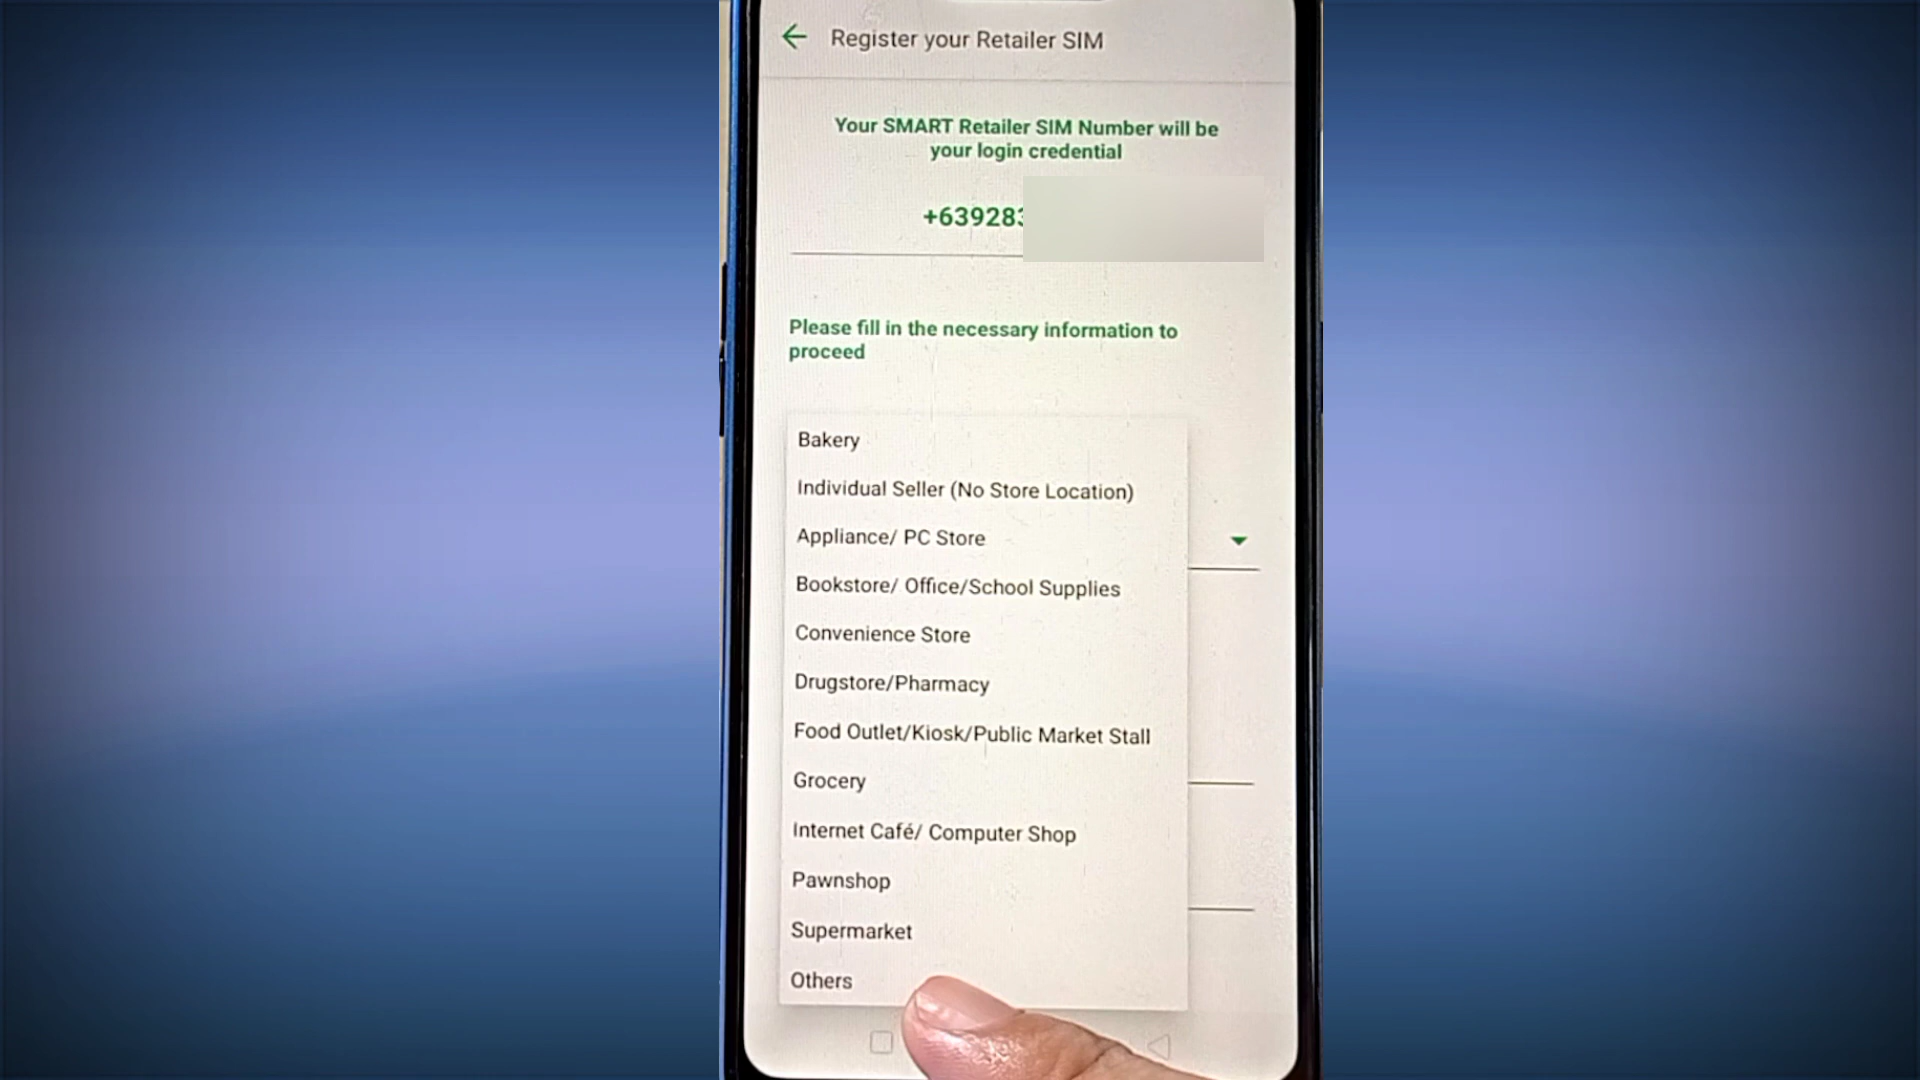 Register your Retailer SIM
Your SMART Retailer SIM Number will be
your login credential
+63928
Please fill in the necessary information to
proceed
Bakery
Individual Seller (No Store Location)
Appliance/ PC Store
Bookstore/ Office/School Supplies
Convenience Store
Drugstore/Pharmacy
Food Outlet/Kiosk/Public Market Stall
Grocery
Internet Café/ Computer Shop
Pawnshop
Supermarket
Others